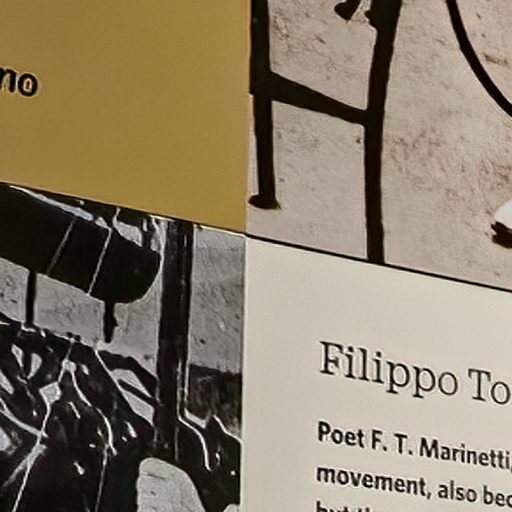 no
Filippo To
Poet F. T. Marinetti,
movement, also bec